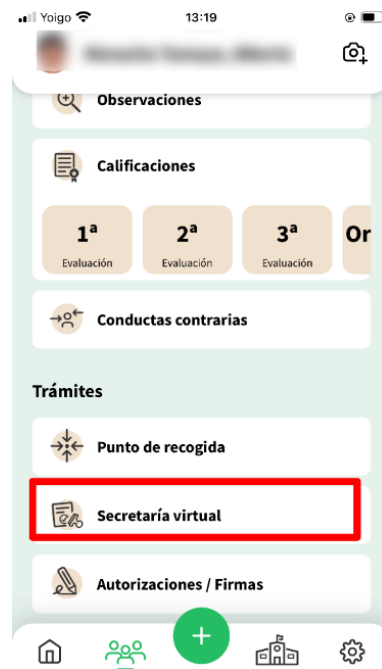 Yoigo 13:19
Observaciones
Calificaciones
1ª 2ª 3ª Or
Evaluación Evaluación Evaluación
Conductas contrarias
Trámites
Punto de recogida
Secretaría virtual
Autorizaciones / Firmas